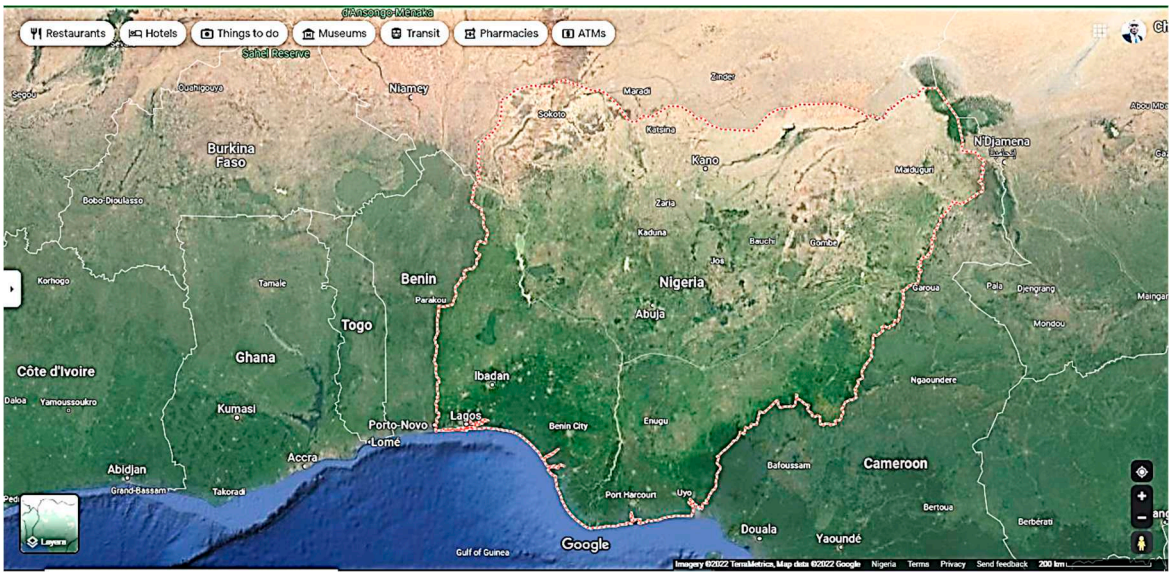 d'Ansongo-Ménaka
Restaurants Hotels Things to do Museums Transit Pharmacies ATMs
Sahel Reserve
Zinder
Segou
Ouahigouya
Niamey
Maradi
Sokoto
Katsina
Burkina
Faso
Kano
N'Djamena
Maiduguri
Bobo-Dioulasso
Zaria
Kaduna
Bauchi
Gombe
Jos
Korhogo
Tamale
Benin
Parakou
Nigeria
Abuja
Garoua
Pala
Djengrang
Maingar
Togo
Mondou
Ghana
Côte d'Ivoire
Ibadan
Ngaoundere
Daloa
Yamoussoukro
Kumasi
Lagos
Porto-Novo
Benin City
Enugu
Lomé
Accra
Abidjan
Grand-Bassam
Takoradi
Bafoussam
Cameroon
Port Harcourt
Uyo
Bertoua
Berbérati
Douala
Yaoundé
Layers
Gulf of Guinea
Google
Imagery ©2022 TerraMetrics, Map data ©2022 Google Nigeria Terms Privacy Send feedback 200 km